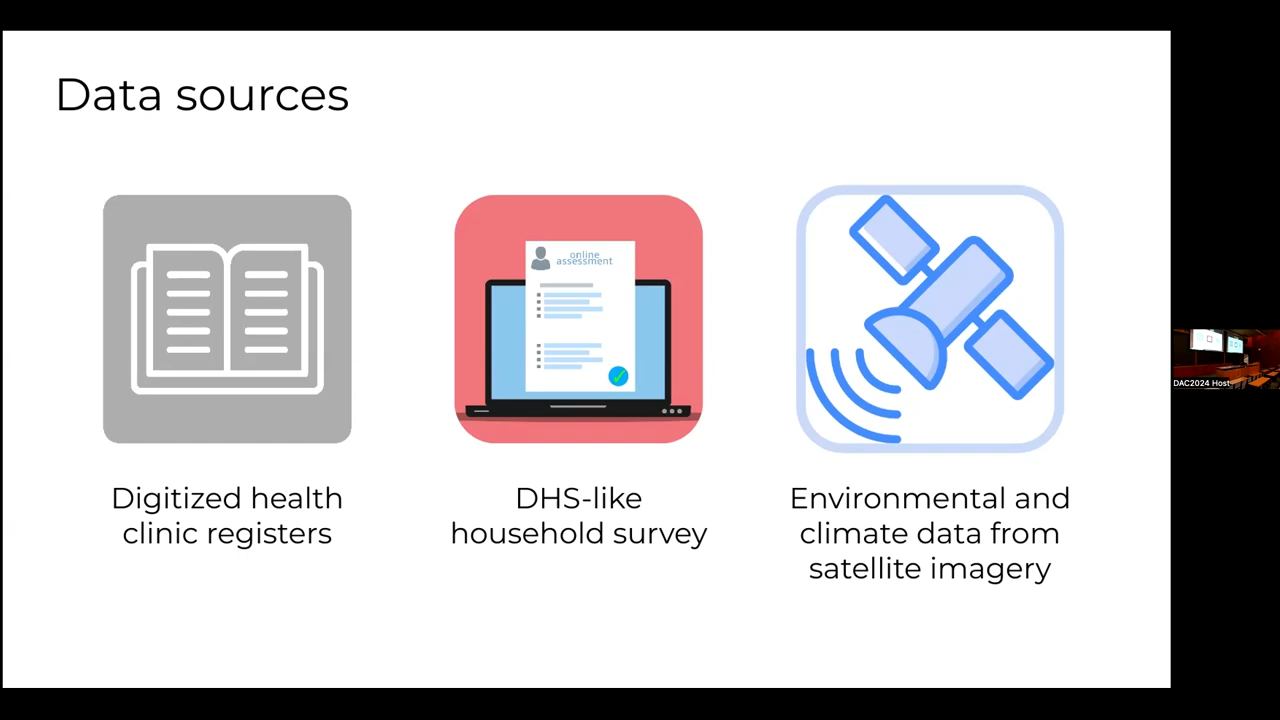 Data sources
online
assessment
Digitized health
clinic registers
DHS-like
household survey
Environmental and
climate data from
satellite imagery
DAC2024 Host